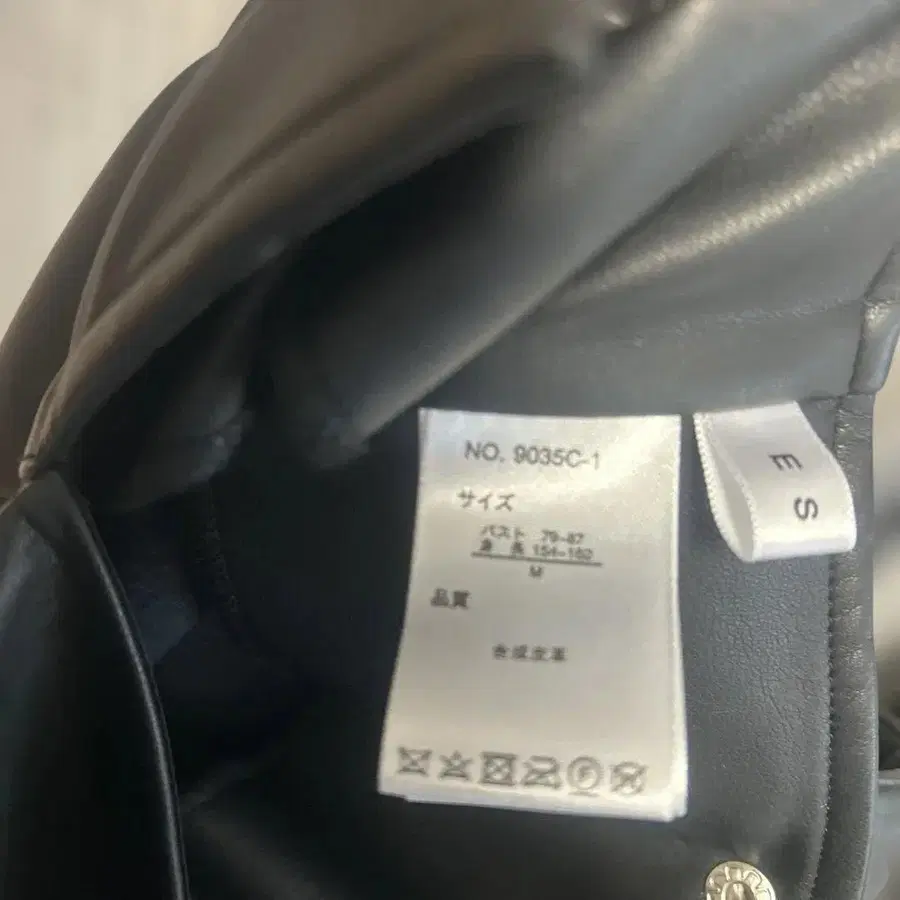 NO. 9035C-1
サイズ
バスト 79-87
身 長 154-162
M
品質
合成皮革
E S